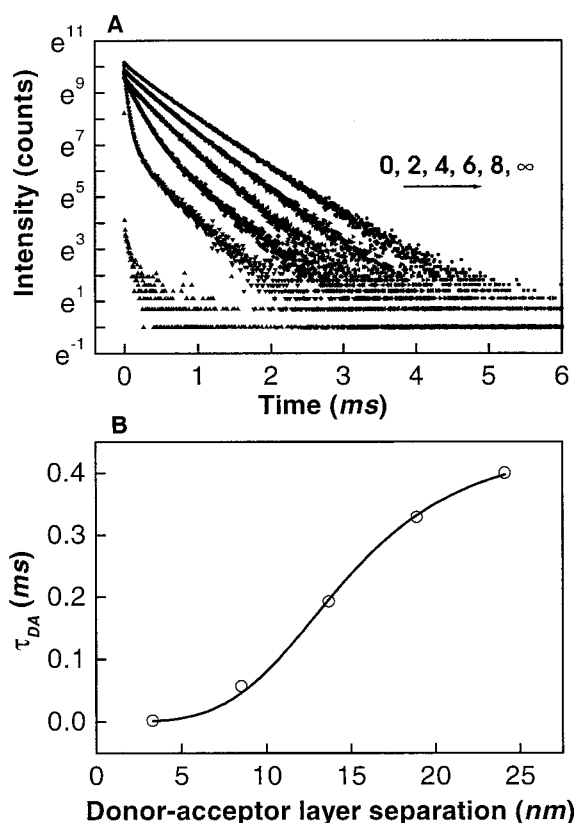 A
Intensity (counts)
e¹¹
e⁹
e⁷
e⁵
e³
e¹
e⁻¹
0, 2, 4, 6, 8, ∞
0 1 2 3 4 5 6
Time (ms)
B
τDA (ms)
0.4
0.3
0.2
0.1
0.0
0 5 10 15 20 25
Donor-acceptor layer separation (nm)